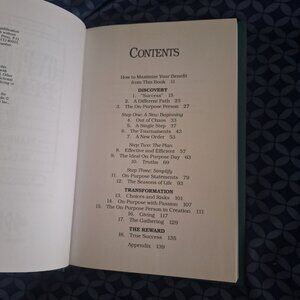 CONTENTS
How to Maximize Your Benefit
from This Book 11
DISCOVERY
1. "Success" 15
2. A Different Path 23
3. The On-Purpose Person 27
Step One: A New Beginning
4. Out of Chaos 33
5. A Single Step 37
6. The Tournaments 43
7. A New Order 53
Step Two: The Plan
8. Effective and Efficient 57
9. The Ideal On-Purpose Day 63
10. Truths 69
Step Three: Simplify
11. On-Purpose Statements 79
12. The Seasons of Life 85
TRANSFORMATION
13. Choices and Risks 101
14. On-Purpose with Passion 107
15. The On-Purpose Person in Creation 111
16. Giving 117
17. The Gathering 129
THE REWARD
18. True Success 135
Appendix 139